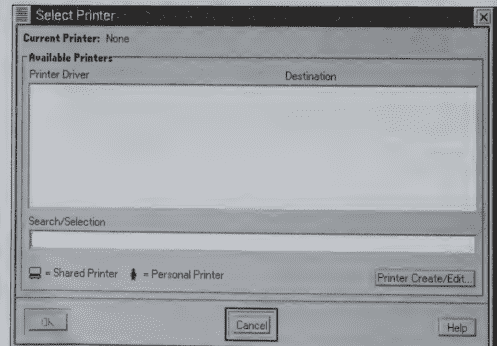 Select Printer
Current Printer: None
Available Printers
Printer Driver Destination
Search/Selection
= Shared Printer = Personal Printer
Printer Create/Edit...
Ok Cancel Help